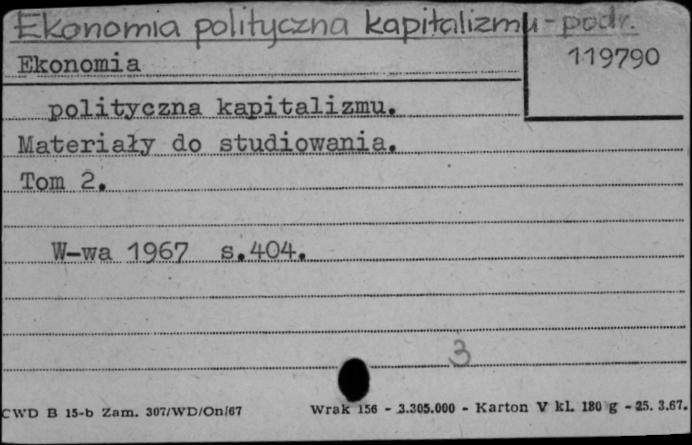 Ekonomia polityczna kapitalizmu - podr.
119790
Ekonomia
polityczna kapitalizmu.
Materiały do studiowania.
Tom 2.
W-wa 1967 s.404.
3
CWD B 15-b Zam. 307/WD/On/67 Wrak 156 - 3.305.000 - Karton V kl. 180 g - 25. 3.67.